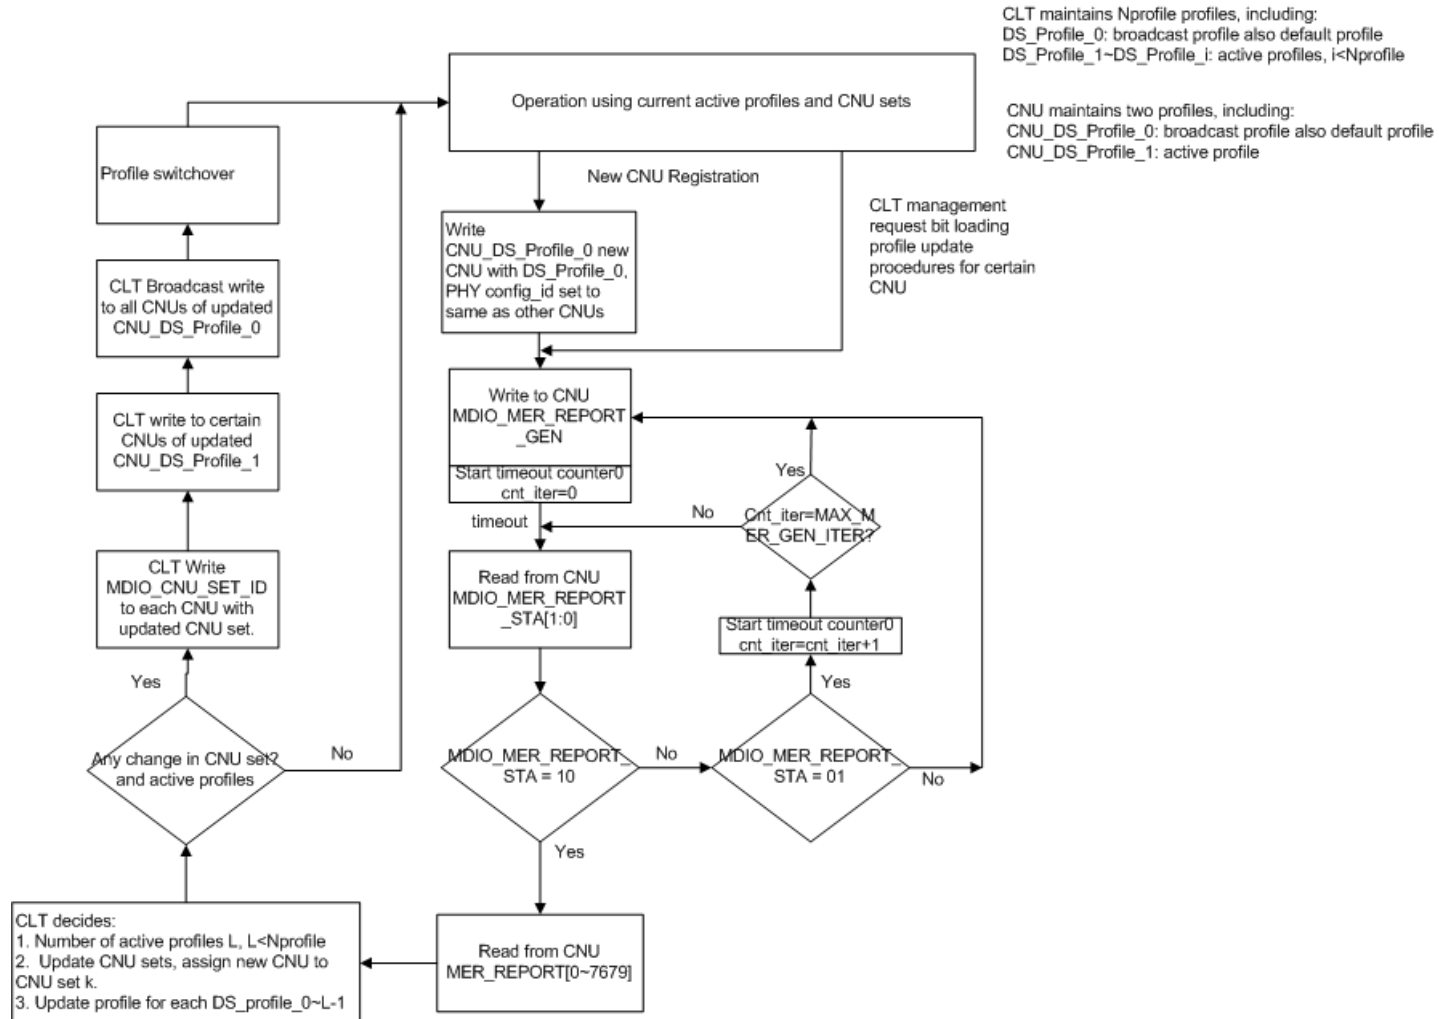 CLT maintains Nprofile profiles, including:
DS_Profile_0: broadcast profile also default profile
DS_Profile_1~DS_Profile_i: active profiles, i<Nprofile
CNU maintains two profiles, including:
CNU_DS_Profile_0: broadcast profile also default profile
CNU_DS_Profile_1: active profile
Operation using current active profiles and CNU sets
Profile switchover
New CNU Registration
CLT management
request bit loading
profile update
procedures for certain
CNU
Write
CNU_DS_Profile_0 new
CNU with DS_Profile_0,
PHY config_id set to
same as other CNUs
CLT Broadcast write
to all CNUs of updated
CNU_DS_Profile_0
Write to CNU
MDIO_MER_REPORT
_GEN
Start timeout counter0
cnt_iter=0
CLT write to certain
CNUs of updated
CNU_DS_Profile_1
Yes
timeout
No
Cnt_iter=MAX_M
ER_GEN_ITER?
CLT Write
MDIO_CNU_SET_ID
to each CNU with
updated CNU set.
Read from CNU
MDIO_MER_REPORT
_STA[1:0]
Start timeout counter0
cnt_iter=cnt_iter+1
Yes
Yes
Any change in CNU set?
and active profiles
No
MDIO_MER_REPORT_
STA = 10
No
MDIO_MER_REPORT_
STA = 01
No
Yes
CLT decides:
1. Number of active profiles L, L<Nprofile
2.  Update CNU sets, assign new CNU to
CNU set k.
3. Update profile for each DS_profile_0~L-1
Read from CNU
MER_REPORT[0~7679]